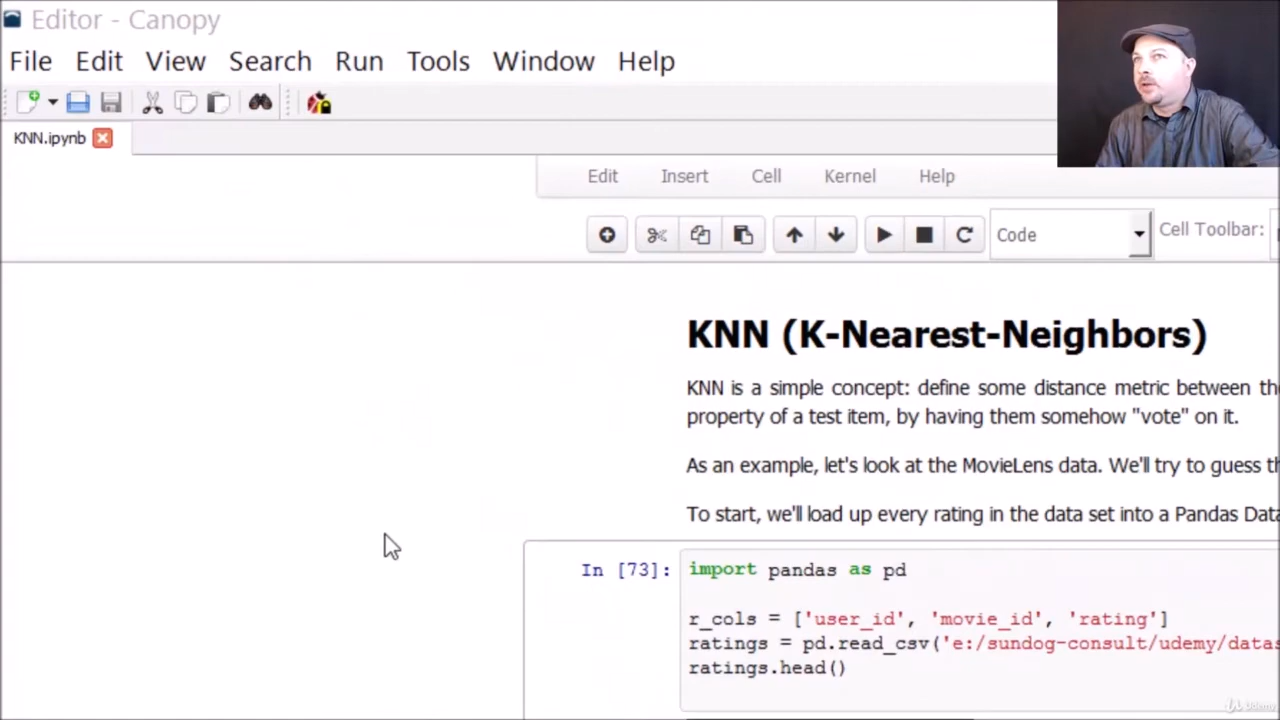 Editor - Canopy
File Edit View Search Run Tools Window Help
KNN.ipynb
Edit Insert Cell Kernel Help
Code
Cell Toolbar:
KNN (K-Nearest-Neighbors)
KNN is a simple concept: define some distance metric between the
property of a test item, by having them somehow "vote" on it.
As an example, let's look at the MovieLens data. We'll try to guess th
To start, we'll load up every rating in the data set into a Pandas Data
In [73]: import pandas as pd
r_cols = ['user_id', 'movie_id', 'rating']
ratings = pd.read_csv('e:/sundog-consult/udemy/datas
ratings.head()
Udemy